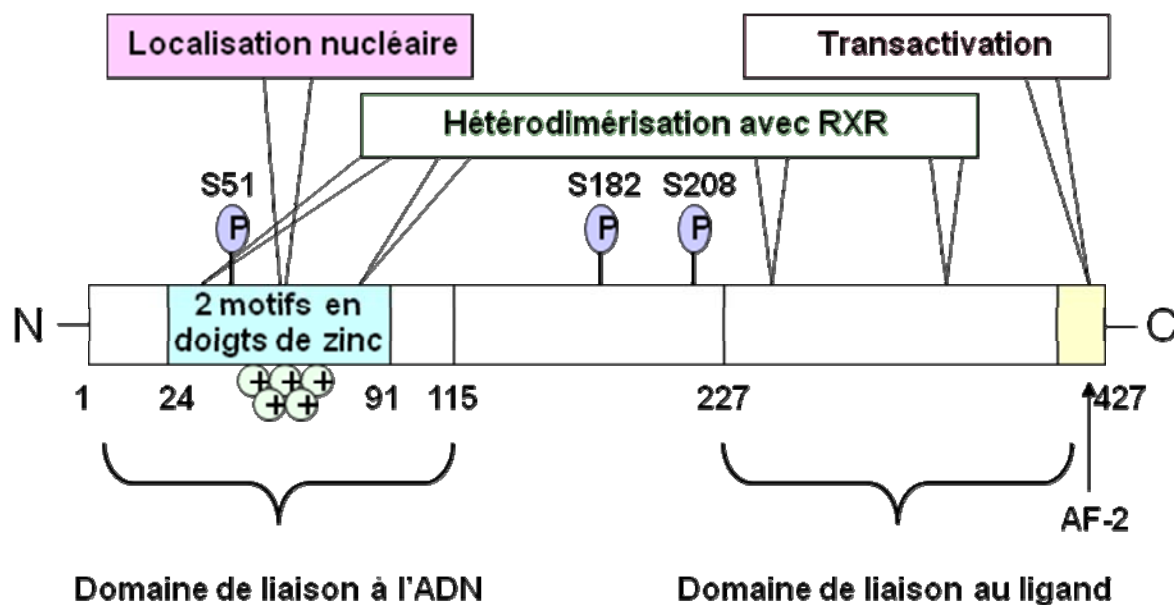 Localisation nucléaire
Transactivation
Hétérodimérisation avec RXR
S51
S182
S208
P
P
P
N
2 motifs en
doigts de zinc
C
+ + +
+ +
1
24
91
115
227
427
AF-2
Domaine de liaison à l'ADN
Domaine de liaison au ligand